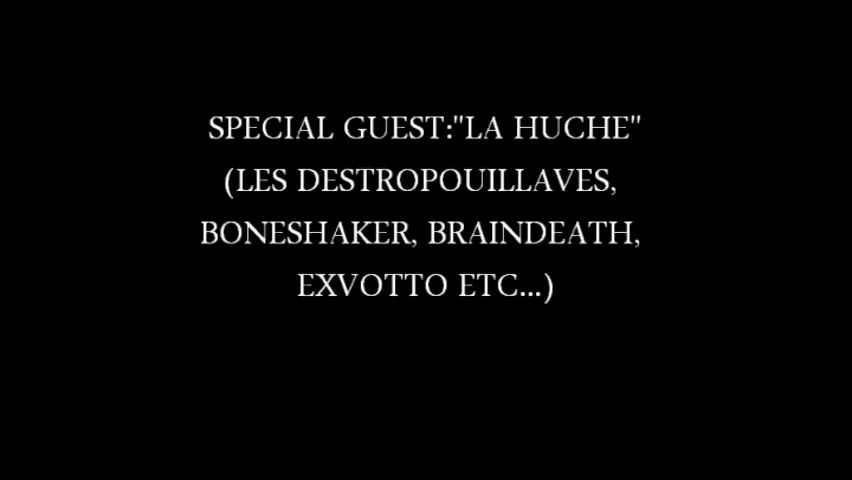 SPECIAL GUEST:"LA HUCHE"
(LES DESTROPOUILLAVES,
BONESHAKER, BRAINDEATH,
EXVOTTO ETC...)